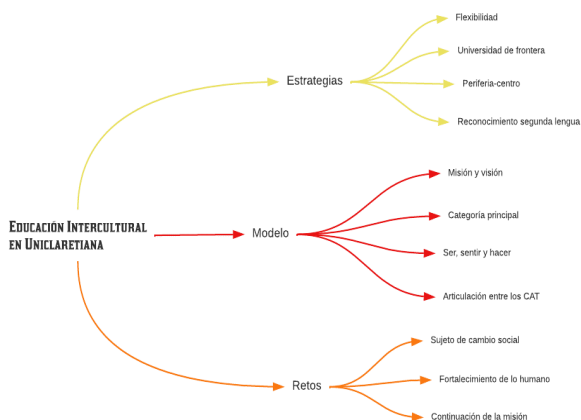 EDUCACIÓN INTERCULTURAL
EN UNICLARETIANA
Estrategias
Flexibilidad
Universidad de frontera
Periferia-centro
Reconocimiento segunda lengua
Modelo
Misión y visión
Categoría principal
Ser, sentir y hacer
Articulación entre los CAT
Retos
Sujeto de cambio social
Fortalecimiento de lo humano
Continuación de la misión